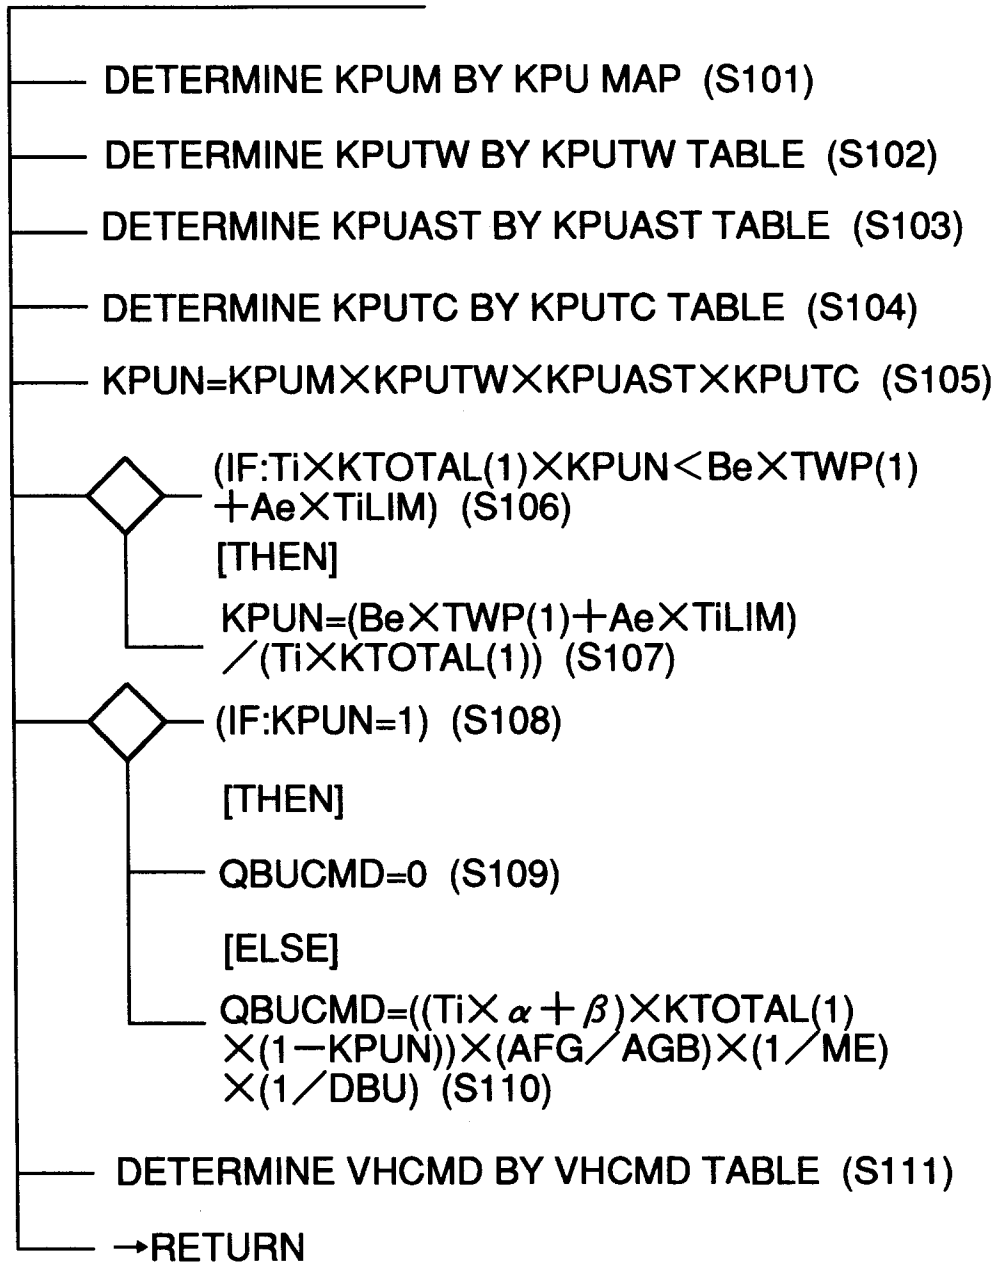 DETERMINE KPUM BY KPU MAP (S101)
DETERMINE KPUTW BY KPUTW TABLE (S102)
DETERMINE KPUAST BY KPUAST TABLE (S103)
DETERMINE KPUTC BY KPUTC TABLE (S104)
KPUN=KPUM×KPUTW×KPUAST×KPUTC (S105)
(IF:Ti×KTOTAL(1)×KPUN<Be×TWP(1)
+Ae×TiLIM) (S106)
[THEN]
KPUN=(Be×TWP(1)+Ae×TiLIM)
/(Ti×KTOTAL(1)) (S107)
(IF:KPUN=1) (S108)
[THEN]
QBUCMD=0 (S109)
[ELSE]
QBUCMD=((Ti×α+β)×KTOTAL(1)
×(1−KPUN))×(AFG/AGB)×(1/ME)
×(1/DBU) (S110)
DETERMINE VHCMD BY VHCMD TABLE (S111)
→RETURN